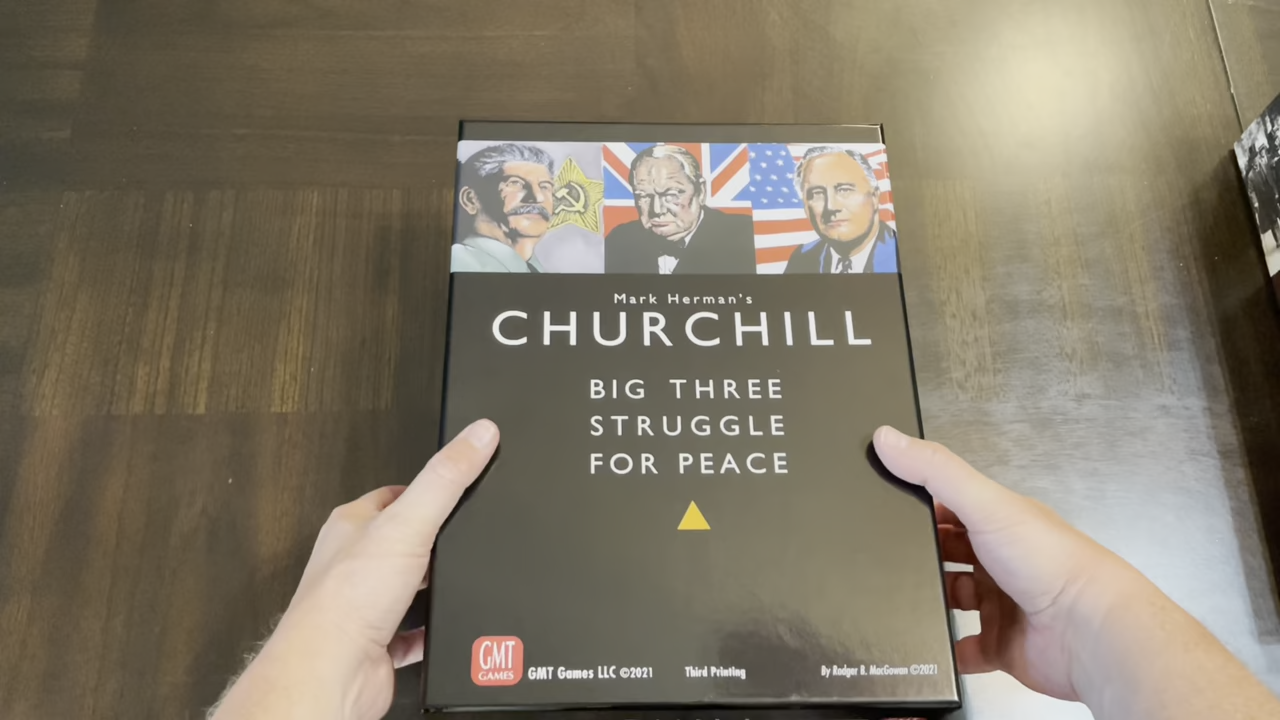 Mark Herman's
CHURCHILL
BIG THREE
STRUGGLE
FOR PEACE
GMT
GAMES
GMT Games LLC ©2021 Third Printing By Rodger B. MacGowan ©2021